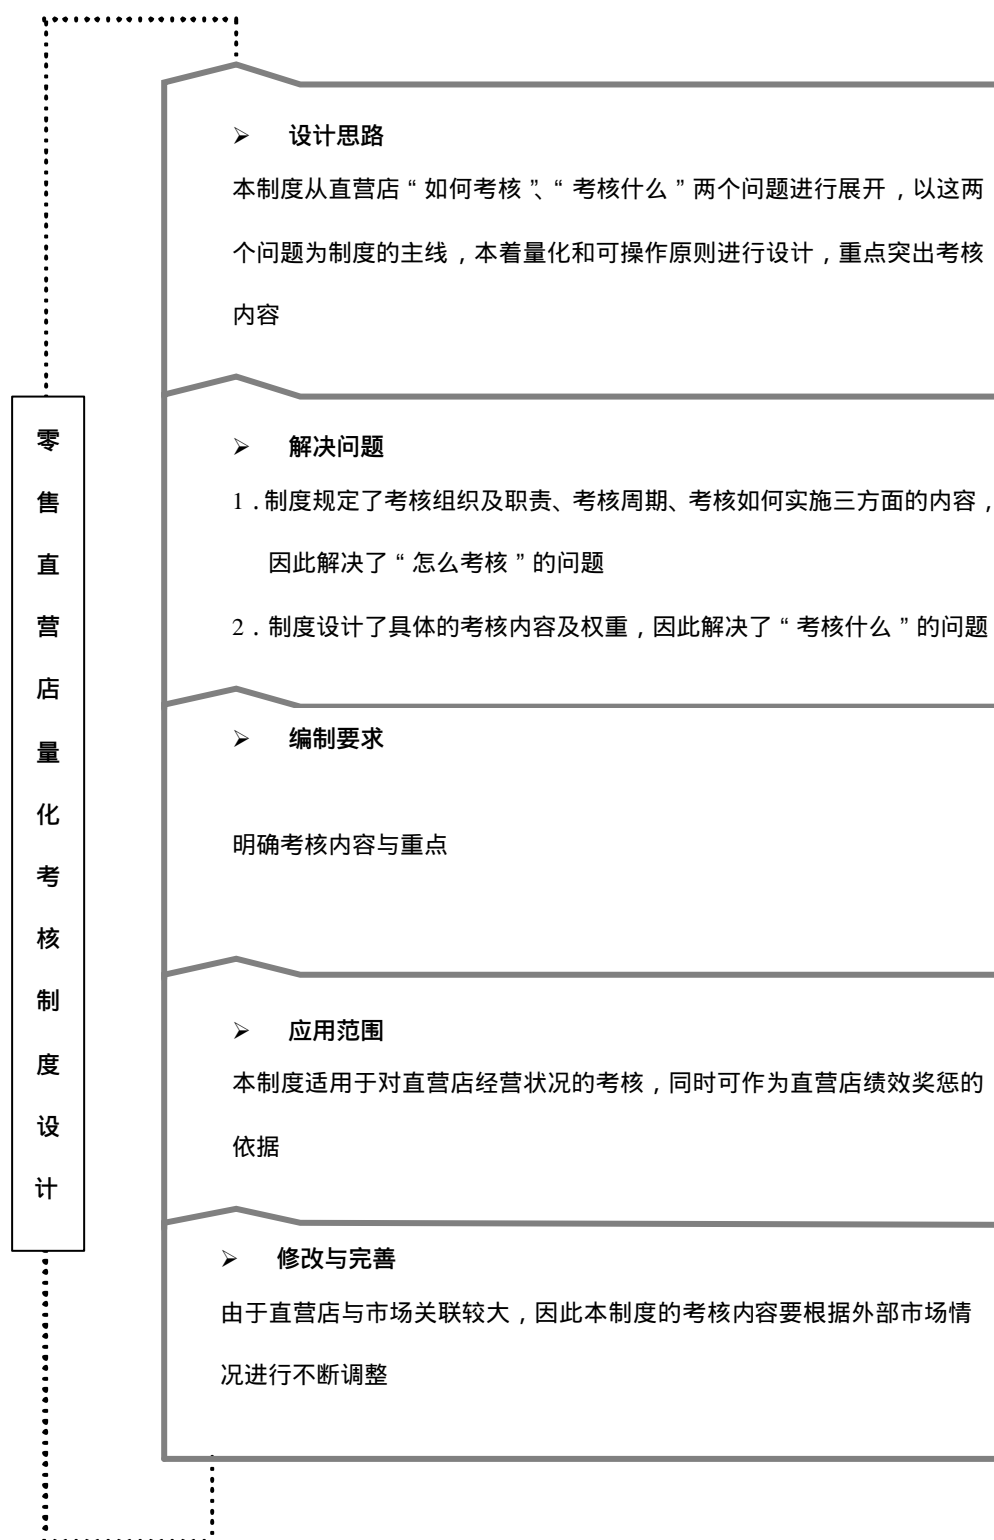 零售直营店量化考核制度设计
➢ 设计思路
本制度从直营店“如何考核”、“考核什么”两个问题进行展开，以这两
个问题为制度的主线，本着量化和可操作原则进行设计，重点突出考核
内容
➢ 解决问题
1．制度规定了考核组织及职责、考核周期、考核如何实施三方面的内容，
因此解决了“怎么考核”的问题
2．制度设计了具体的考核内容及权重，因此解决了“考核什么”的问题
➢ 编制要求
明确考核内容与重点
➢ 应用范围
本制度适用于对直营店经营状况的考核，同时可作为直营店绩效奖惩的
依据
➢ 修改与完善
由于直营店与市场关联较大，因此本制度的考核内容要根据外部市场情
况进行不断调整